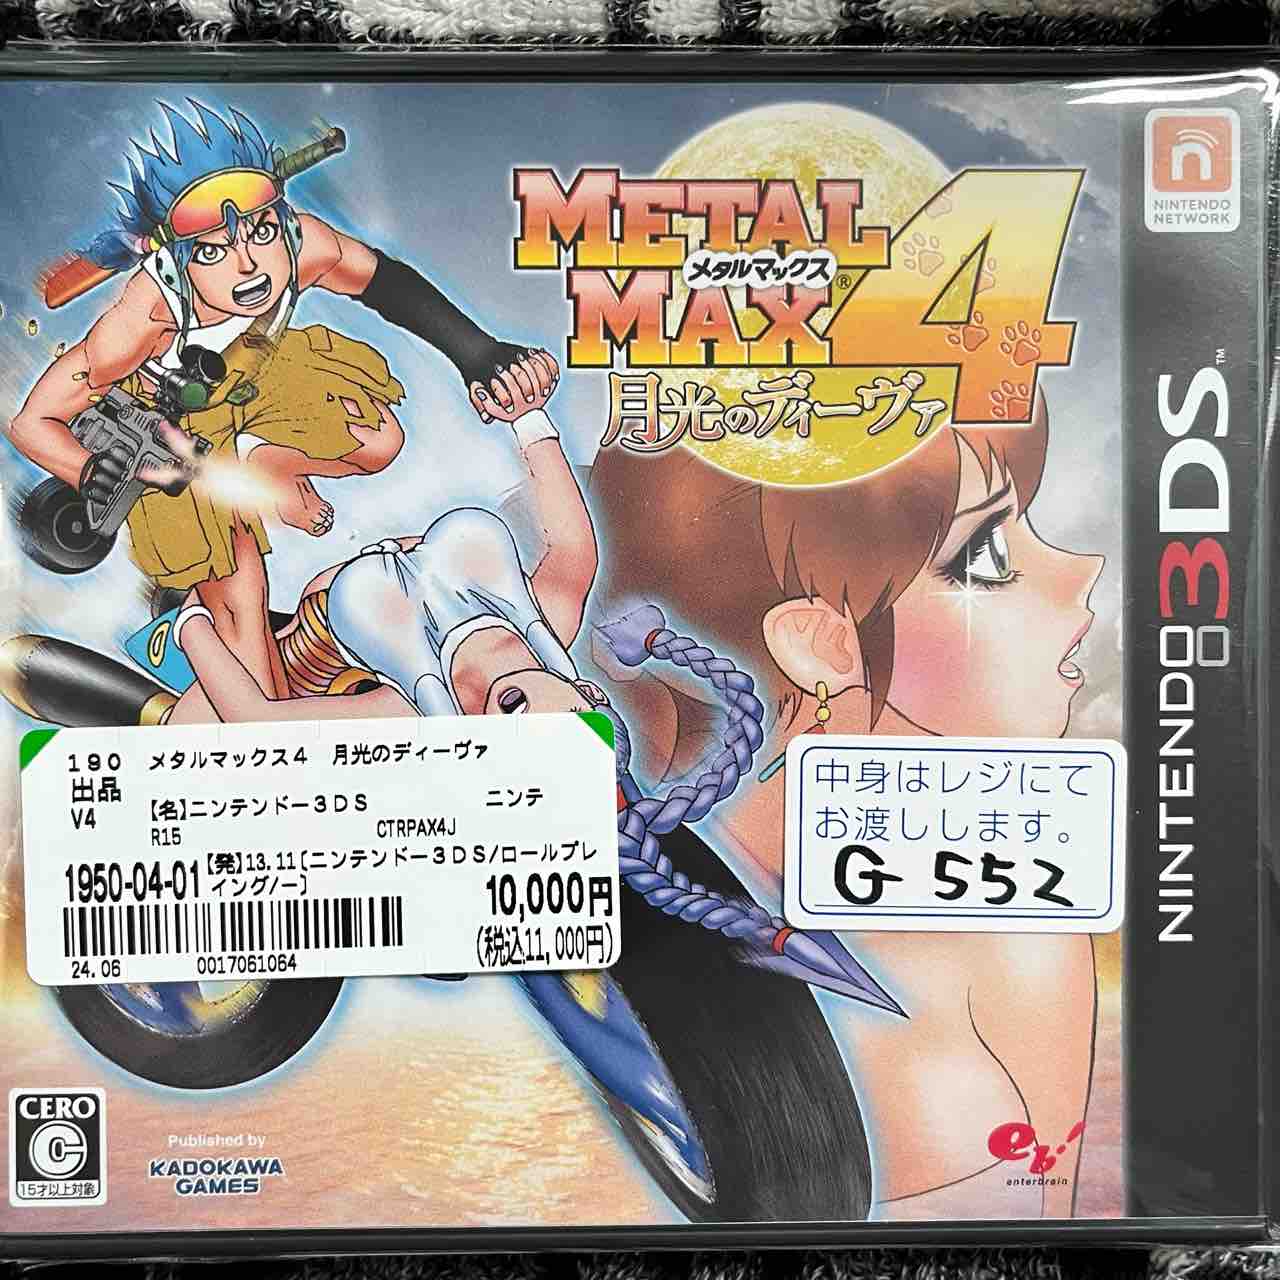 METAL
MAX®4
メタルマックス
月光のディーヴァ
n
NINTENDO
NETWORK
NINTENDO3DS™
190 メタルマックス4 月光のディーヴァ
出品
V4
【名】ニンテンドー3DS ニンテ
R15 CTRPAX4J
1950-04-01 【発】13.11〔ニンテンドー3DS/ロールプレ
イング/ー〕
10,000円
(税込11,000円)
24.06 0017061064
中身はレジにて
お渡しします。
G 552
CERO
C
15才以上対象
Published by
KADOKAWA
GAMES
eb!
enterbrain